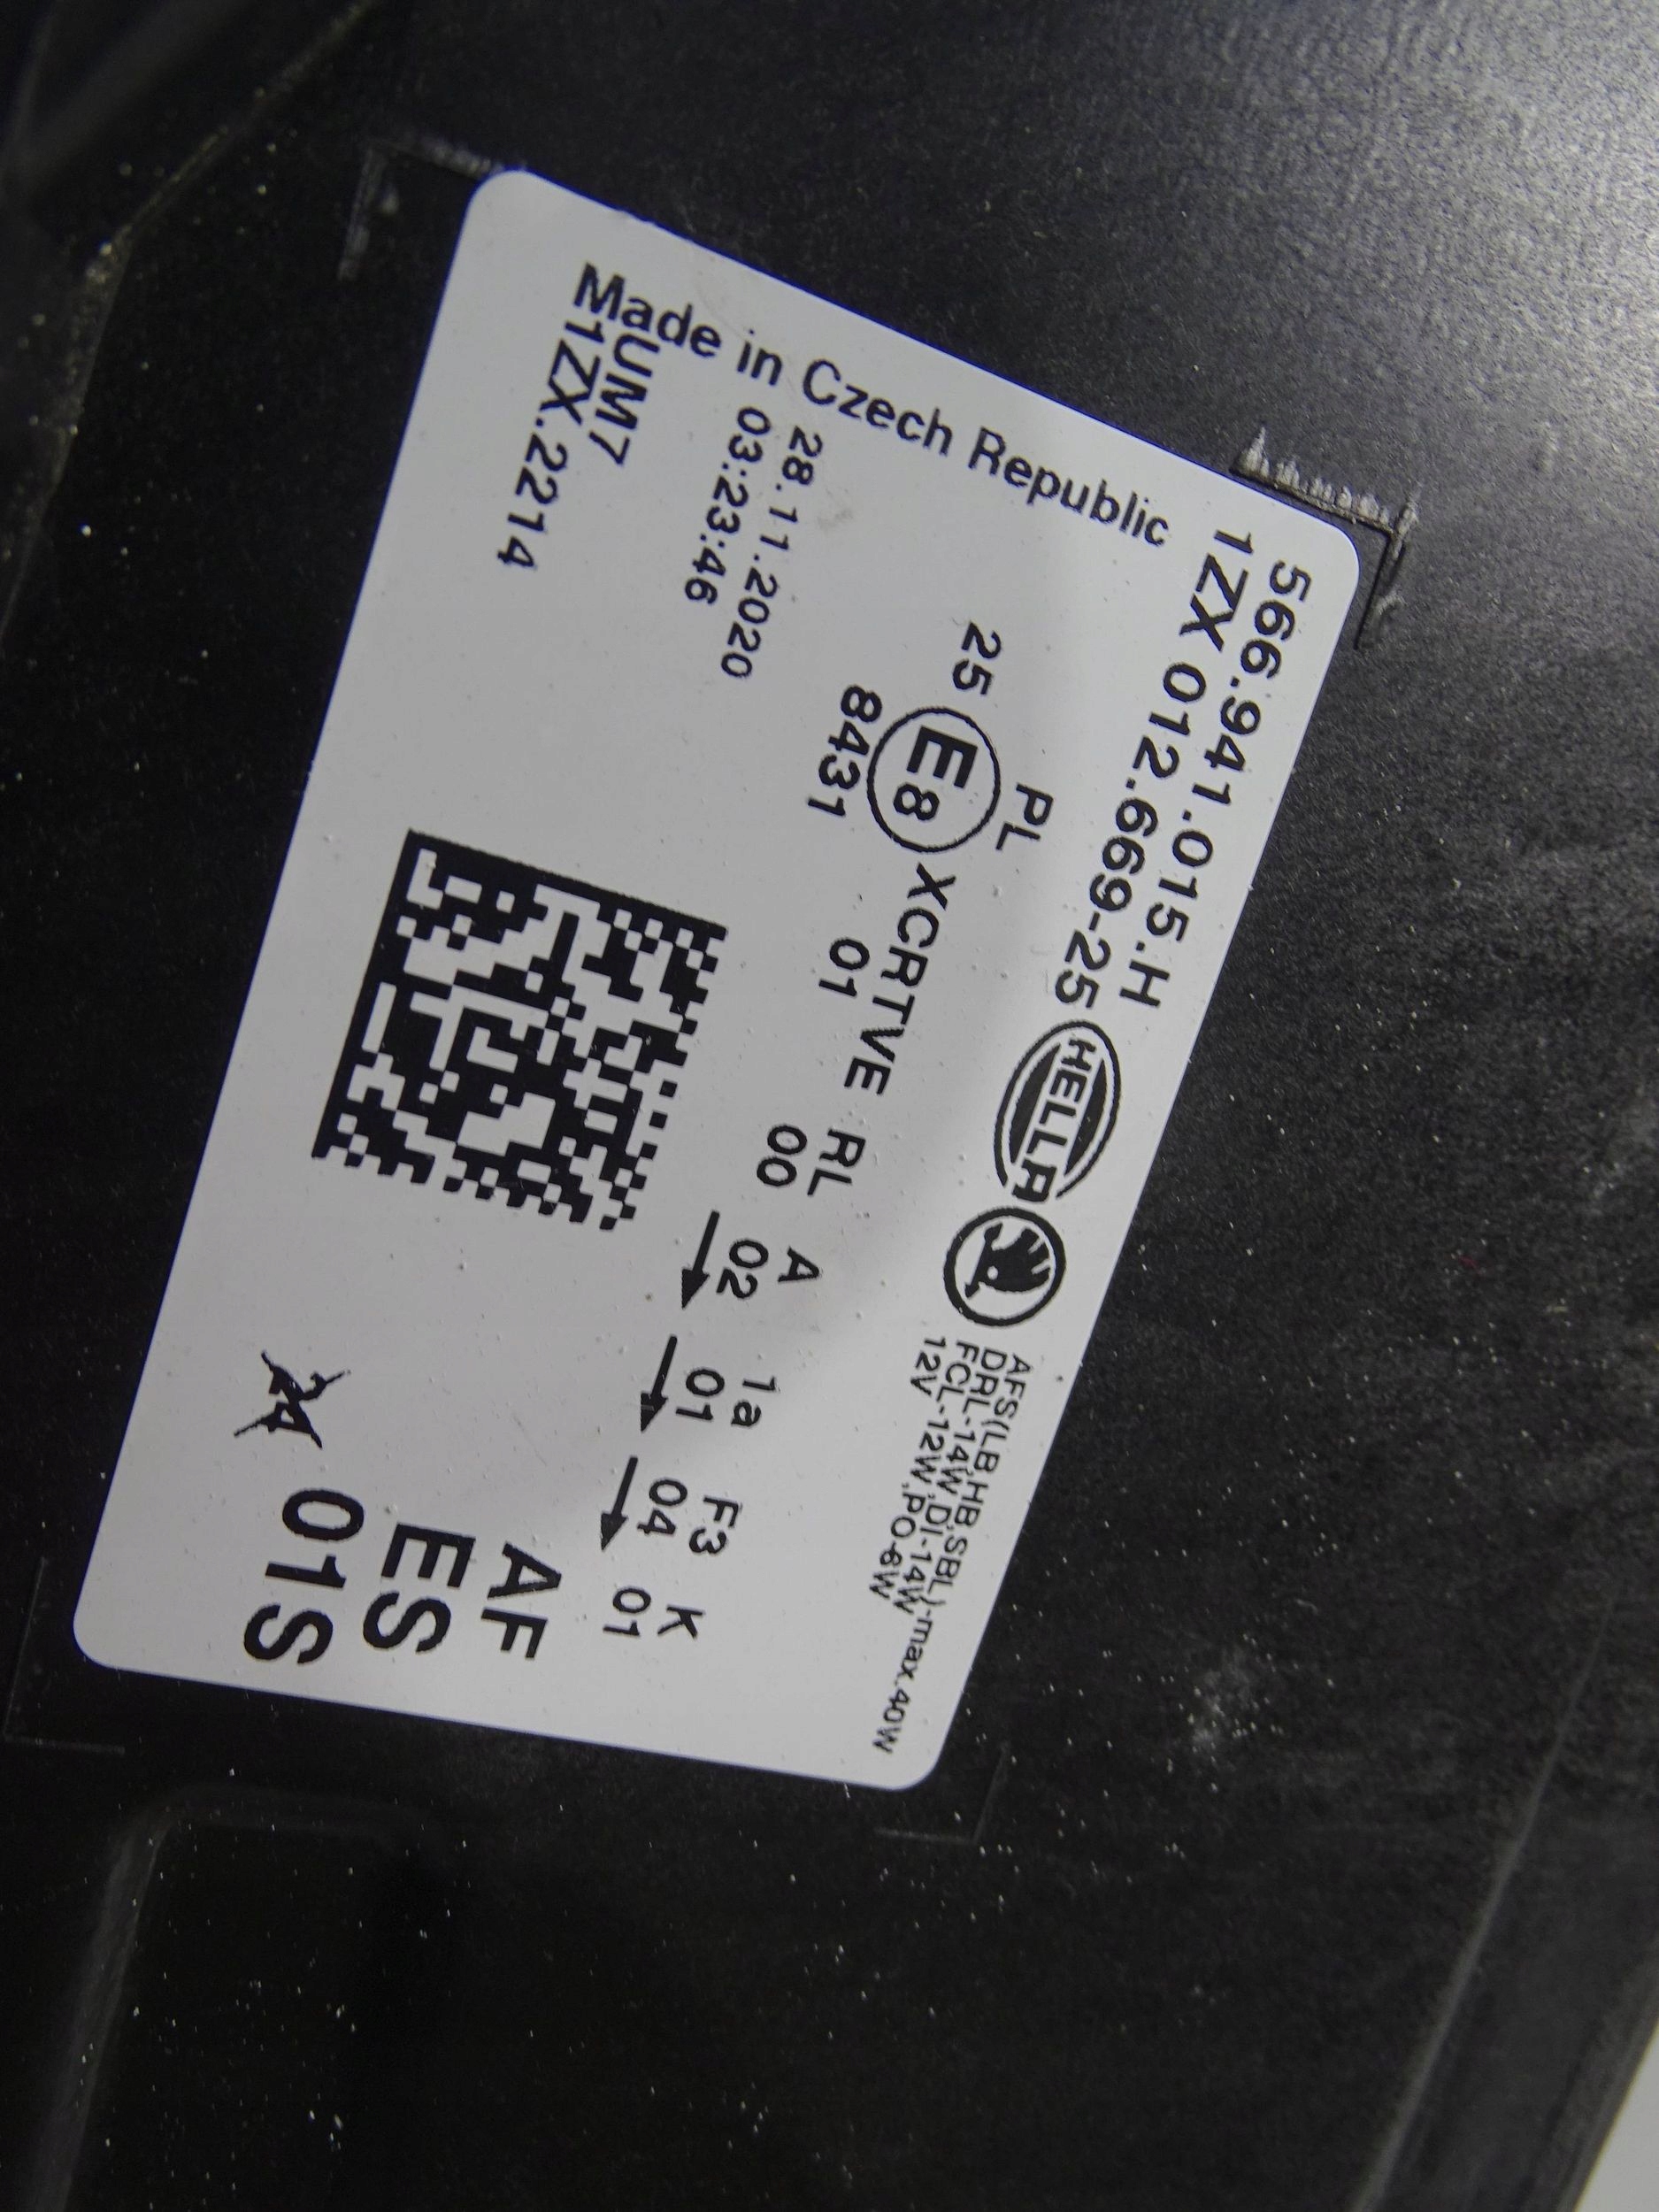 566.941.015.H
1ZX 012.669-25
HELLA
AFS(LB,HB,SBL)-max.40W
DRL-14W,DI-14W
FCL-12W,PO-6W
12V
PL
25 E8 XCRTVE RL A 1a F3 K
8431 01 00 02 01 04 01
Made in Czech Republic
28.11.2020
03:23:46
UM7
1ZX.2214
AF
ES
01S